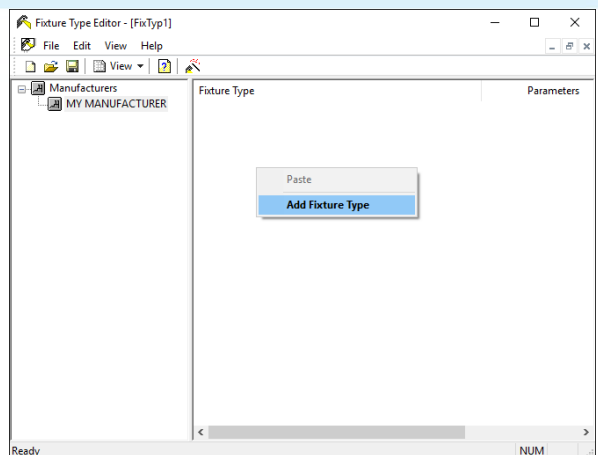 Fixture Type Editor - [FixTyp1]
File Edit View Help
View
Manufacturers
MY MANUFACTURER
Fixture Type Parameters
Paste
Add Fixture Type
Ready NUM